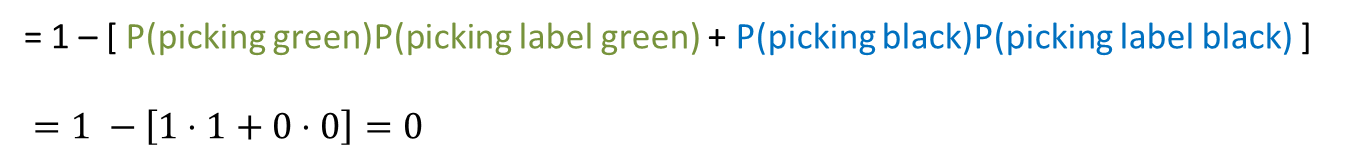 = 1 – [ P(picking green)P(picking label green) + P(picking black)P(picking label black) ]
= 1 − [1 · 1 + 0 · 0] = 0